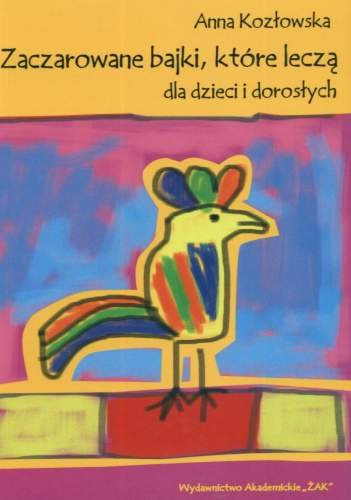 Anna Kozłowska
Zaczarowane bajki, które leczą
dla dzieci i dorosłych
Wydawnictwo Akademickie „ŻAK"